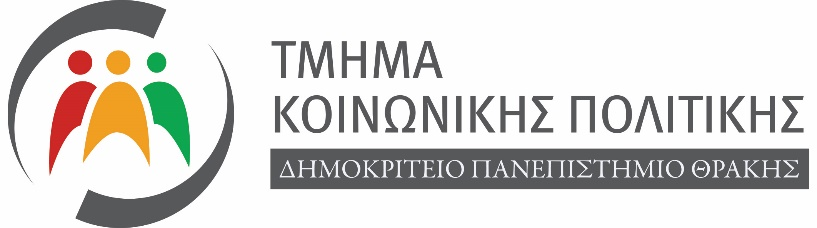 ΤΜΗΜΑ
ΚΟΙΝΩΝΙΚΗΣ ΠΟΛΙΤΙΚΗΣ
ΔΗΜΟΚΡΙΤΕΙΟ ΠΑΝΕΠΙΣΤΗΜΙΟ ΘΡΑΚΗΣ